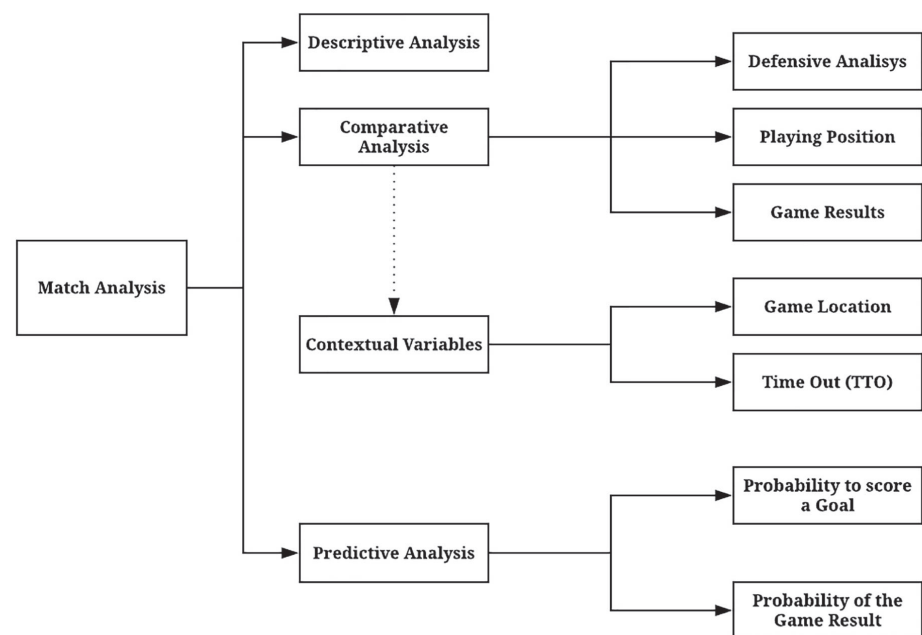 Match Analysis
Descriptive Analysis
Comparative
Analysis
Contextual Variables
Predictive Analysis
Defensive Analisys
Playing Position
Game Results
Game Location
Time Out (TTO)
Probability to score
a Goal
Probability of the
Game Result